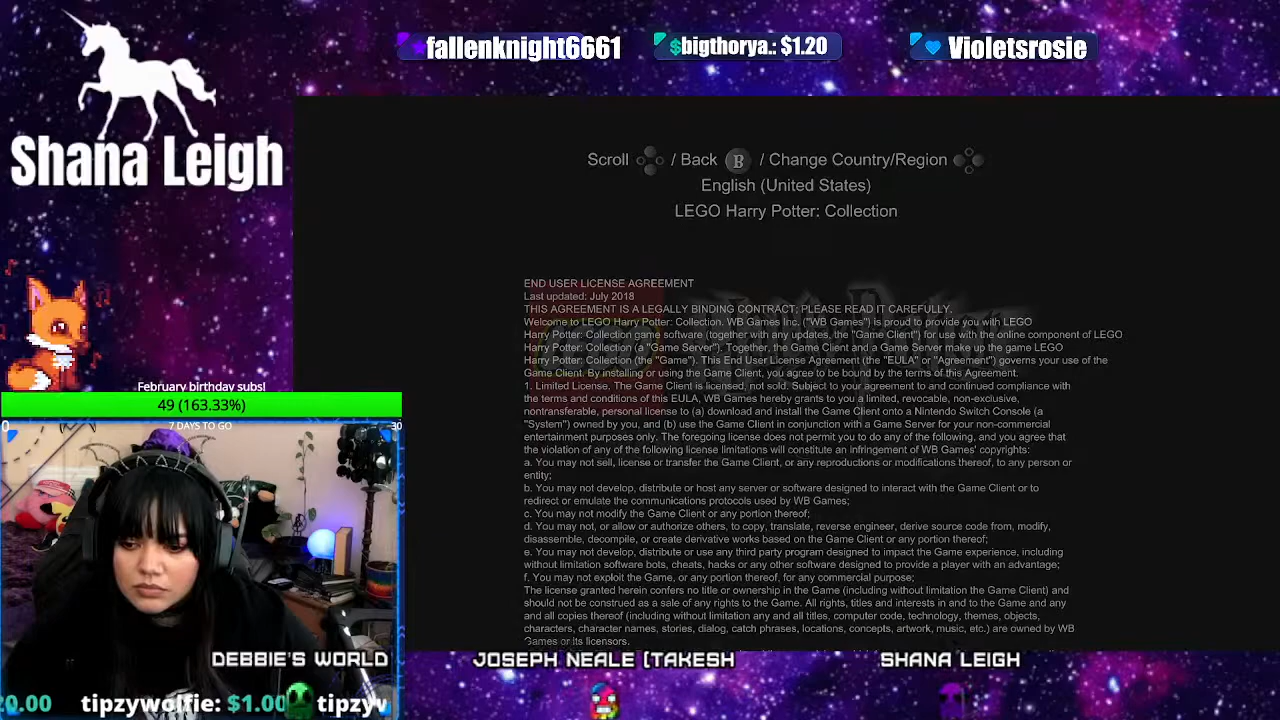 fallenknight6661
$bigthorya.: $1.20
Violetsrosie
Shana Leigh
Scroll / Back B / Change Country/Region
English (United States)
LEGO Harry Potter: Collection
END USER LICENSE AGREEMENT
Last updated: July 2018
THIS AGREEMENT IS A LEGALLY BINDING CONTRACT; PLEASE READ IT CAREFULLY.
Welcome to LEGO Harry Potter: Collection. WB Games Inc. ("WB Games") is proud to provide you with LEGO
Harry Potter: Collection game software (together with any updates, the "Game Client") for use with the online component of LEGO
Harry Potter: Collection (a "Game Server"). Together, the Game Client and a Game Server make up the game LEGO
Harry Potter: Collection (the "Game"). This End User License Agreement (the "EULA" or "Agreement") governs your use of the
Game Client. By installing or using the Game Client, you agree to be bound by the terms of this Agreement.
1. Limited License, The Game Client is licensed, not sold. Subject to your agreement to and continued compliance with
the terms and conditions of this EULA, WB Games hereby grants to you a limited, revocable, non-exclusive,
nontransferable, personal license to (a) download and install the Game Client onto a Nintendo Switch Console (a
"System") owned by you, and (b) use the Game Client in conjunction with a Game Server for your non-commercial
entertainment purposes only. The foregoing license does not permit you to do any of the following, and you agree that
the violation of any of the following license limitations will constitute an infringement of WB Games' copyrights:
a. You may not sell, license or transfer the Game Client, or any reproductions or modifications thereof, to any person or
entity;
b. You may not develop, distribute or host any server or software designed to interact with the Game Client or to
redirect or emulate the communications protocols used by WB Games;
c. You may not modify the Game Client or any portion thereof;
d. You may not, or allow or authorize others, to copy, translate, reverse engineer, derive source code from, modify,
disassemble, decompile, or create derivative works based on the Game Client or any portion thereof;
e. You may not develop, distribute or use any third party program designed to impact the Game experience, including
without limitation software bots, cheats, hacks or any other software designed to provide a player with an advantage;
f. You may not exploit the Game, or any portion thereof, for any commercial purpose;
The license granted herein confers no title or ownership in the Game (including without limitation the Game Client) and
should not be construed as a sale of any rights to the Game. All rights, titles and interests in and to the Game and any
and all copies thereof (including without limitation any and all titles, computer code, technology, themes, objects,
characters, character names, stories, dialog, catch phrases, locations, concepts, artwork, music, etc.) are owned by WB
Games or its licensors.
February birthday subs!
49 (163.33%)
0
7 DAYS TO GO
30
DEBBIE'S WORLD
JOSEPH NEALE [TAKESH
SHANA LEIGH
0.00
tipzywolfie: $1.00
tipzyw